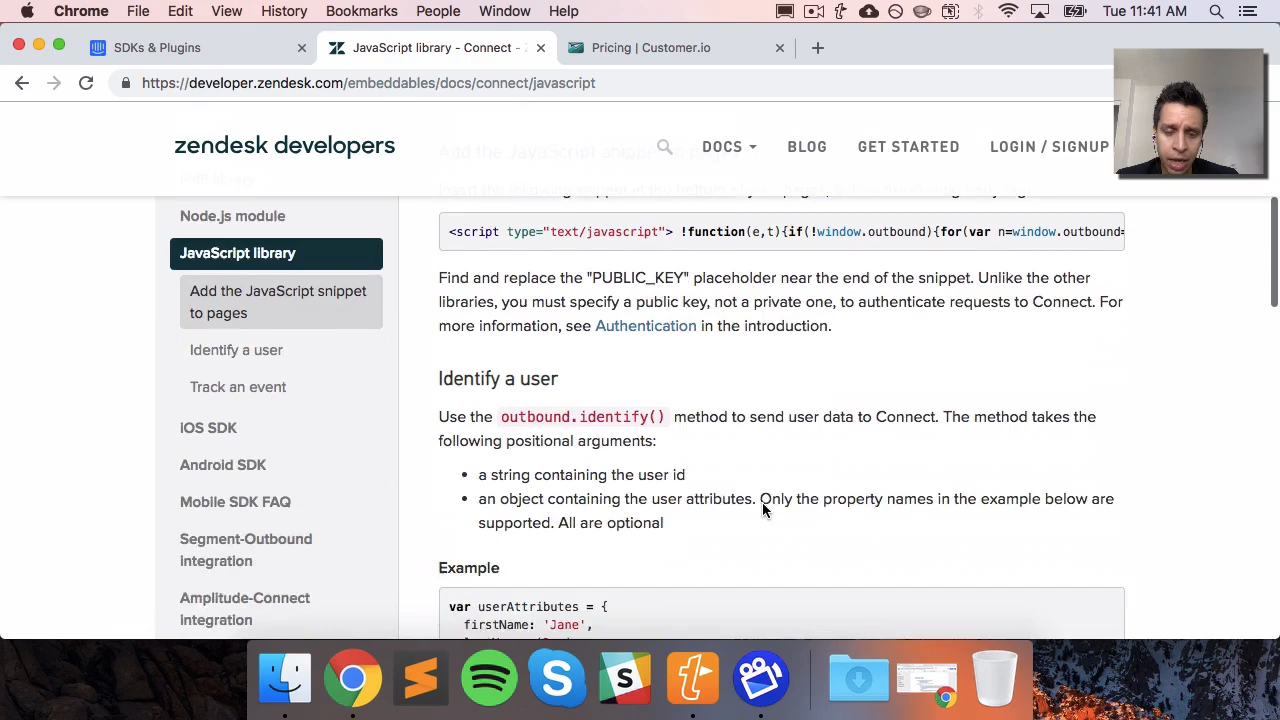 Chrome File Edit View History Bookmarks People Window Help Tue 11:41 AM
SDKs & Plugins
JavaScript library - Connect -
Pricing | Customer.io
https://developer.zendesk.com/embeddables/docs/connect/javascript
zendesk developers
DOCS BLOG GET STARTED LOGIN / SIGNUP
Node.js module
JavaScript library
Add the JavaScript snippet
to pages
Identify a user
Track an event
iOS SDK
Android SDK
Mobile SDK FAQ
Segment-Outbound
integration
Amplitude-Connect
integration
<script type="text/javascript"> !function(e,t){if(!window.outbound){for(var n=window.outbound=
Find and replace the "PUBLIC_KEY" placeholder near the end of the snippet. Unlike the other
libraries, you must specify a public key, not a private one, to authenticate requests to Connect. For
more information, see Authentication in the introduction.
Identify a user
Use the outbound.identify() method to send user data to Connect. The method takes the
following positional arguments:
• a string containing the user id
• an object containing the user attributes. Only the property names in the example below are
supported. All are optional
Example
var userAttributes = {
firstName: 'Jane',